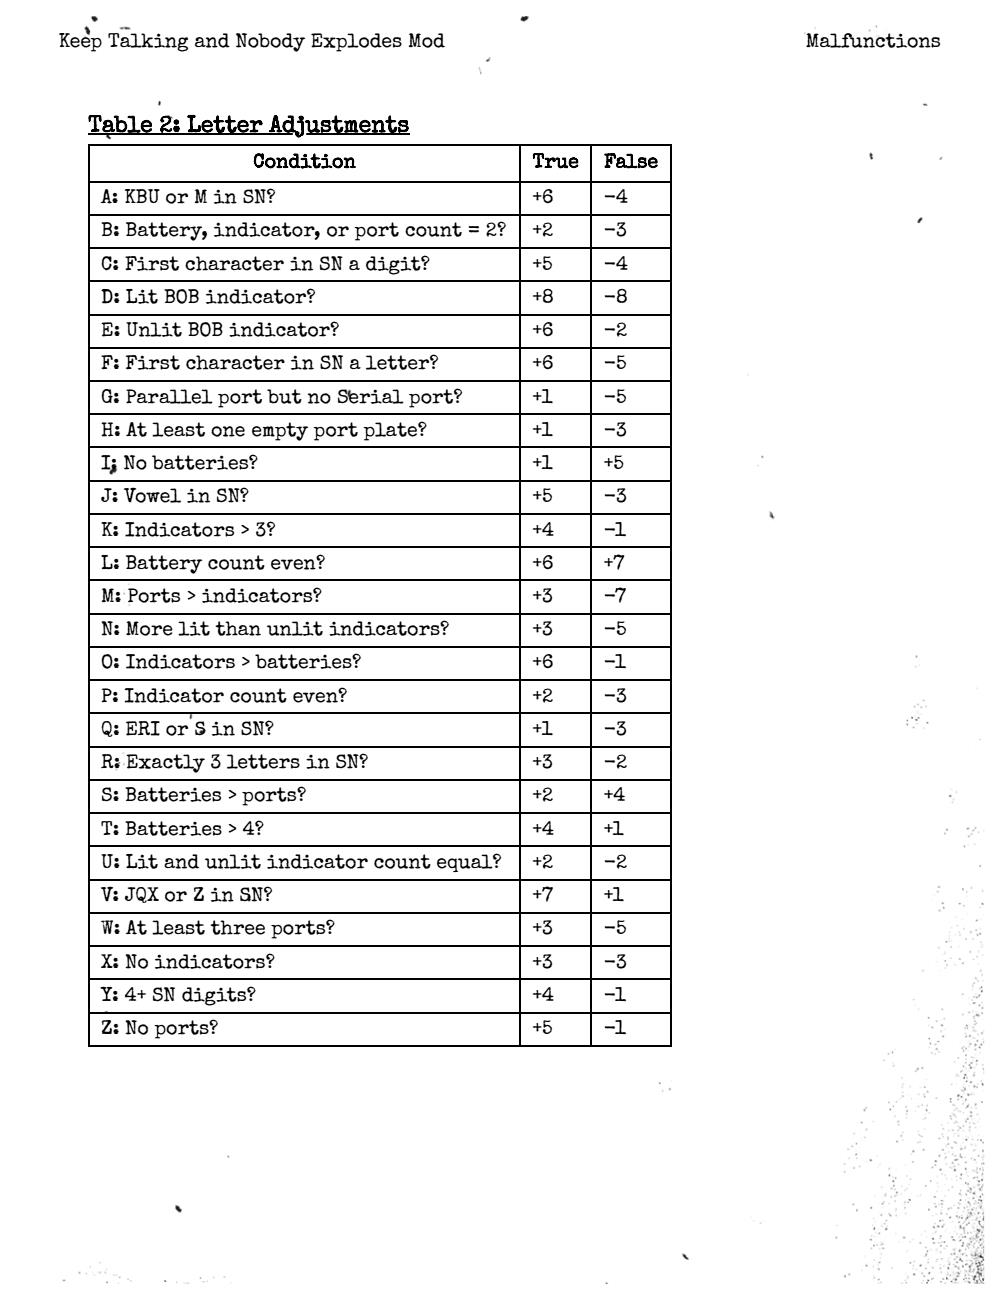 Keep Talking and Nobody Explodes Mod Malfunctions
Table 2: Letter Adjustments
Condition True False
A: KBU or M in SN? +6 −4
B: Battery, indicator, or port count = 2? +2 −3
C: First character in SN a digit? +5 −4
D: Lit BOB indicator? +8 −8
E: Unlit BOB indicator? +6 −2
F: First character in SN a letter? +6 −5
G: Parallel port but no Serial port? +1 −5
H: At least one empty port plate? +1 −3
I: No batteries? +1 +5
J: Vowel in SN? +5 −3
K: Indicators > 3? +4 −1
L: Battery count even? +6 +7
M: Ports > indicators? +3 −7
N: More lit than unlit indicators? +3 −5
O: Indicators > batteries? +6 −1
P: Indicator count even? +2 −3
Q: ERI or S in SN? +1 −3
R: Exactly 3 letters in SN? +3 −2
S: Batteries > ports? +2 +4
T: Batteries > 4? +4 +1
U: Lit and unlit indicator count equal? +2 −2
V: JQX or Z in SN? +7 +1
W: At least three ports? +3 −5
X: No indicators? +3 −3
Y: 4+ SN digits? +4 −1
Z: No ports? +5 −1